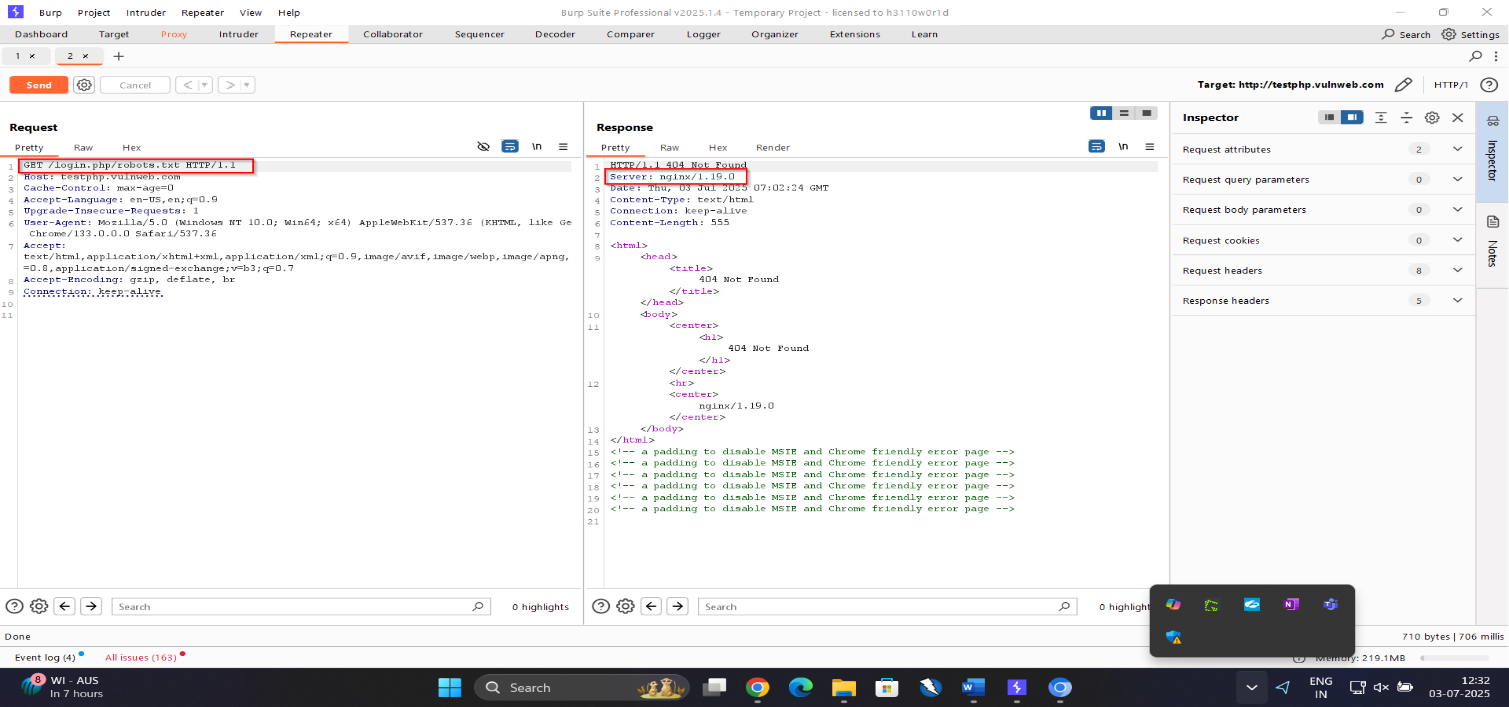 Burp Project Intruder Repeater View Help Burp Suite Professional v2025.1.4 - Temporary Project - licensed to h3110w0r1d
Dashboard Target Proxy Intruder Repeater Collaborator Sequencer Decoder Comparer Logger Organizer Extensions Learn Search Settings
1 × 2 × +
Send Cancel < > Target: http://testphp.vulnweb.com HTTP/1 ?
Request
Pretty Raw Hex \n
1 GET /login.php/robots.txt HTTP/1.1
2 Host: testphp.vulnweb.com
3 Cache-Control: max-age=0
4 Accept-Language: en-US,en;q=0.9
5 Upgrade-Insecure-Requests: 1
6 User-Agent: Mozilla/5.0 (Windows NT 10.0; Win64; x64) AppleWebKit/537.36 (KHTML, like Ge
Chrome/133.0.0.0 Safari/537.36
7 Accept:
text/html,application/xhtml+xml,application/xml;q=0.9,image/avif,image/webp,image/apng,
=0.8,application/signed-exchange;v=b3;q=0.7
8 Accept-Encoding: gzip, deflate, br
9 Connection: keep-alive
10
11
Search 0 highlights
Response
Pretty Raw Hex Render \n
1 HTTP/1.1 404 Not Found
2 Server: nginx/1.19.0
3 Date: Thu, 03 Jul 2025 07:02:24 GMT
4 Content-Type: text/html
5 Connection: keep-alive
6 Content-Length: 555
7
8 <html>
9 <head>
<title>
404 Not Found
</title>
</head>
10 <body>
11 <center>
<h1>
404 Not Found
</h1>
</center>
12 <hr>
<center>
nginx/1.19.0
</center>
13 </body>
14 </html>
15 <!-- a padding to disable MSIE and Chrome friendly error page -->
16 <!-- a padding to disable MSIE and Chrome friendly error page -->
17 <!-- a padding to disable MSIE and Chrome friendly error page -->
18 <!-- a padding to disable MSIE and Chrome friendly error page -->
19 <!-- a padding to disable MSIE and Chrome friendly error page -->
20 <!-- a padding to disable MSIE and Chrome friendly error page -->
21
Search 0 highlight
Inspector
Request attributes 2
Request query parameters 0
Request body parameters 0
Request cookies 0
Request headers 8
Response headers 5
Inspector
Notes
Done 710 bytes | 706 millis
Event log (4) All issues (163) Memory: 219.1MB
8 WI - AUS
In 7 hours
Search
ENG
IN
12:32
03-07-2025